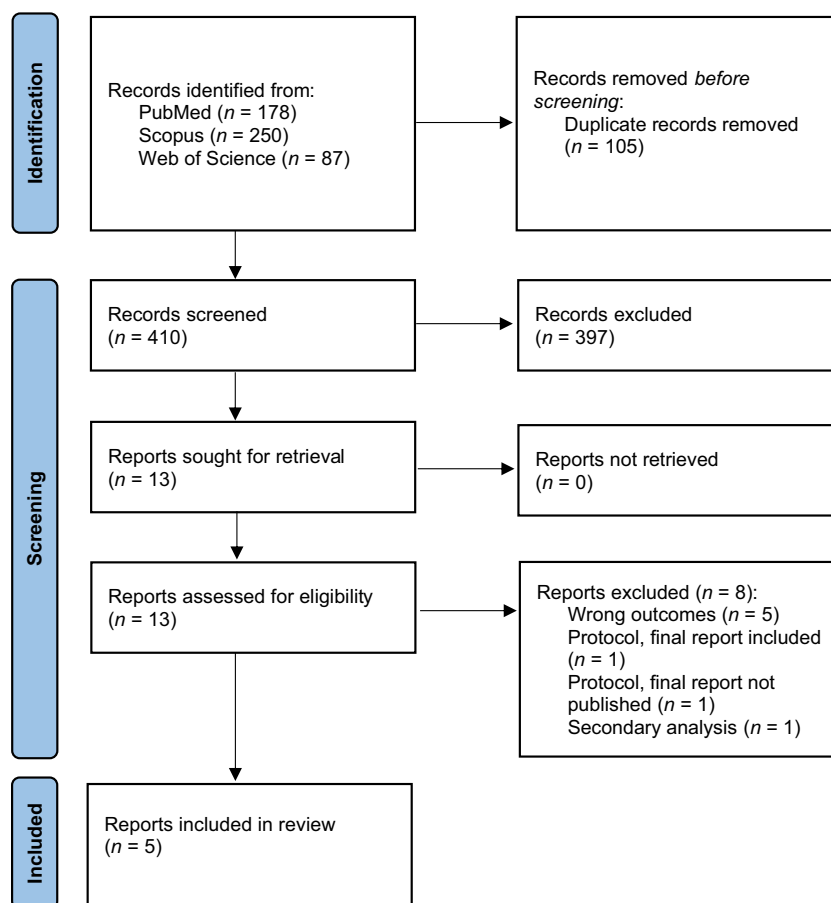 Identification
Records identified from:
PubMed (n = 178)
Scopus (n = 250)
Web of Science (n = 87)
Records removed before
screening:
Duplicate records removed
(n = 105)
Screening
Records screened
(n = 410)
Records excluded
(n = 397)
Reports sought for retrieval
(n = 13)
Reports not retrieved
(n = 0)
Reports assessed for eligibility
(n = 13)
Reports excluded (n = 8):
Wrong outcomes (n = 5)
Protocol, final report included
(n = 1)
Protocol, final report not
published (n = 1)
Secondary analysis (n = 1)
Included
Reports included in review
(n = 5)